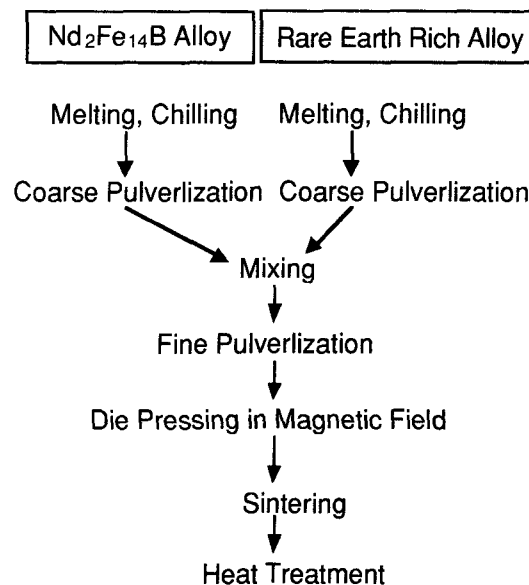 Nd₂Fe₁₄B Alloy
Rare Earth Rich Alloy
Melting, Chilling
Melting, Chilling
Coarse Pulverlization
Coarse Pulverlization
Mixing
Fine Pulverlization
Die Pressing in Magnetic Field
Sintering
Heat Treatment